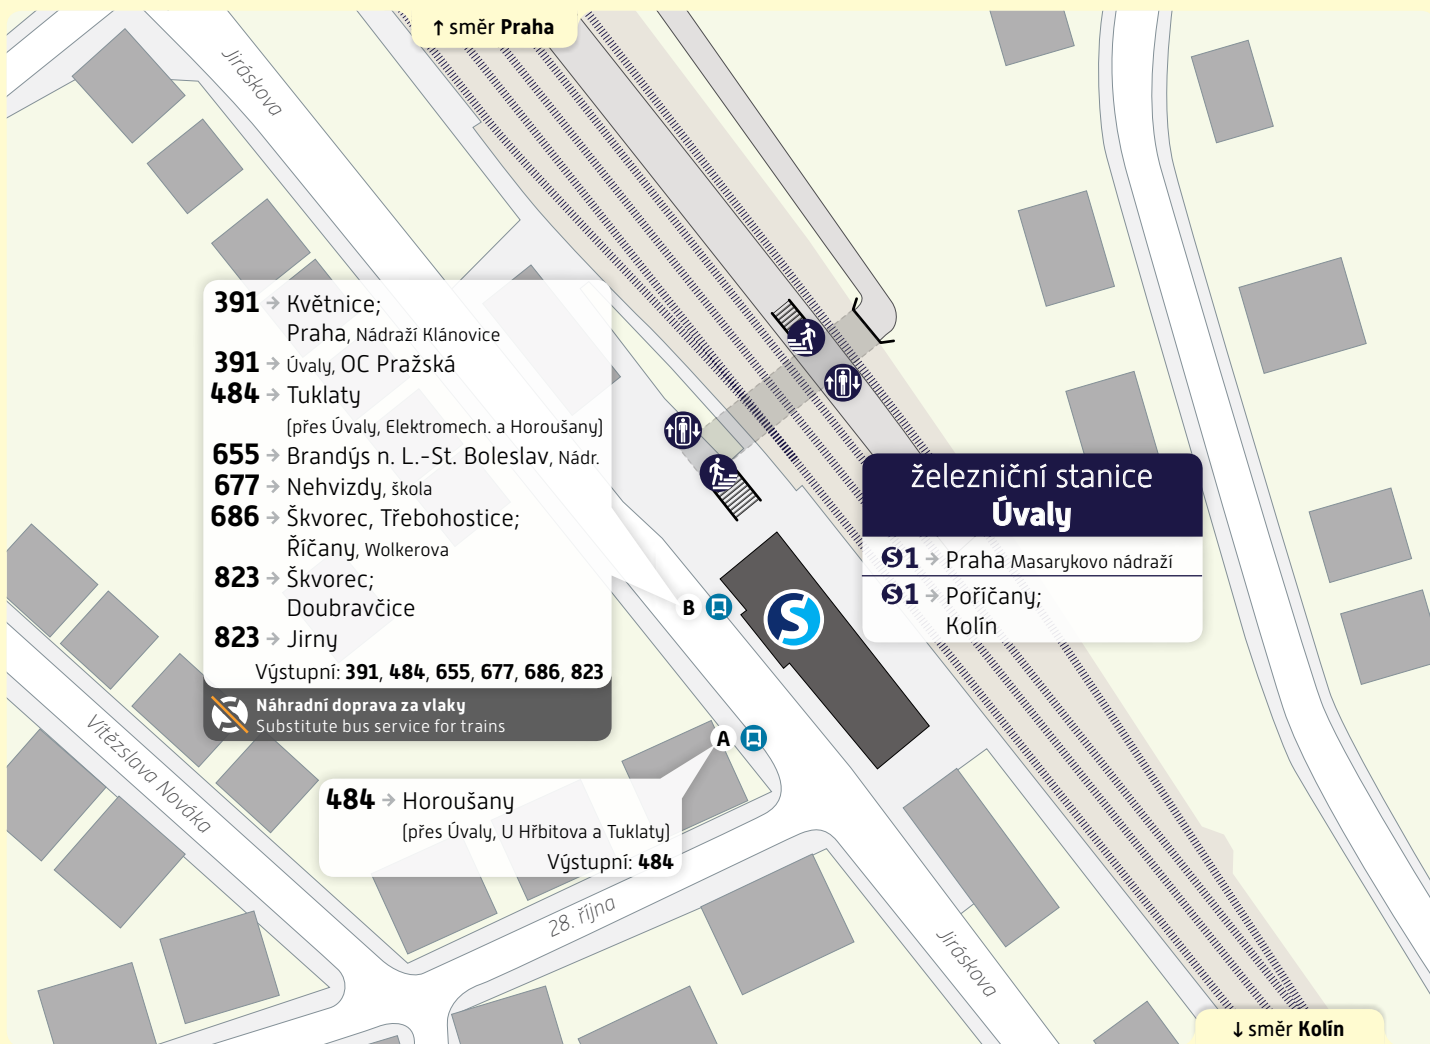 ↑ směr Praha
Jiráskova
391 → Květnice;
Praha, Nádraží Klánovice
391 → Úvaly, OC Pražská
484 → Tuklaty
(přes Úvaly, Elektromech. a Horoušany)
655 → Brandýs n. L.-St. Boleslav, Nádr.
677 → Nehvizdy, škola
686 → Škvorec, Třebohostice;
Říčany, Wolkerova
823 → Škvorec;
Doubravčice
823 → Jirny
Výstupní: 391, 484, 655, 677, 686, 823
Náhradní doprava za vlaky
Substitute bus service for trains
železniční stanice
Úvaly
S1 → Praha Masarykovo nádraží
S1 → Poříčany;
Kolín
B
S
A
484 → Horoušany
(přes Úvaly, U Hřbitova a Tuklaty)
Výstupní: 484
Vítězslava Nováka
28. října
Jiráskova
↓ směr Kolín